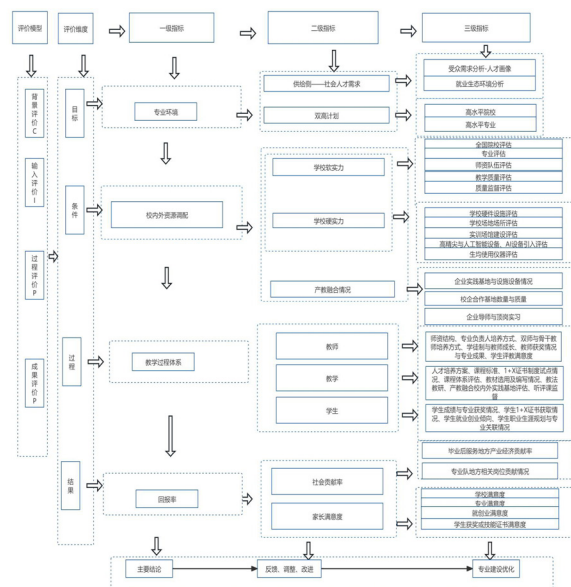 评价模型
评价维度
一级指标
二级指标
三级指标
背景评价C
输入评价I
过程评价P
成果评价P
目标
条件
过程
结果
专业环境
供给侧——社会人才需求
双高计划
受众需求分析-人才画像
就业生态环境分析
高水平院校
高水平专业
校内外资源调配
学校软实力
学校硬实力
产教融合情况
全国院校评估
专业评估
师资队伍评估
教学质量评估
质量监督评估
学校硬件设施评估
学校场地场所评估
实训场馆建设评估
高精尖与人工智能设备、AI设备引入评估
生均使用仪器评估
企业实践基地与设施设备情况
校企合作基地数量与质量
企业导师与顶岗实习
教学过程体系
教师
教学
学生
师资结构、专业负责人培养方式、双师与骨干教
师培养方式、学徒制与教师成长、教师获奖情况
与专业成果、学生评教满意度
人才培养方案、课程标准、1+X证书制度试点情
况、课程体系评估、教材选用及编写情况、教法
教研、产教融合校内外实践基地评估、听评课监
督
学生成绩与专业获奖情况、学生1+X证书获取情
况、学生就业创业倾向、学生职业生涯规划与专
业关联情况
回报率
社会贡献率
家长满意度
毕业后服务地方产业经济贡献率
专业队地方相关岗位贡献情况
学校满意度
专业满意度
就创业满意度
学生获奖或技能证书满意度
主要结论
反馈、调整、改进
专业建设优化